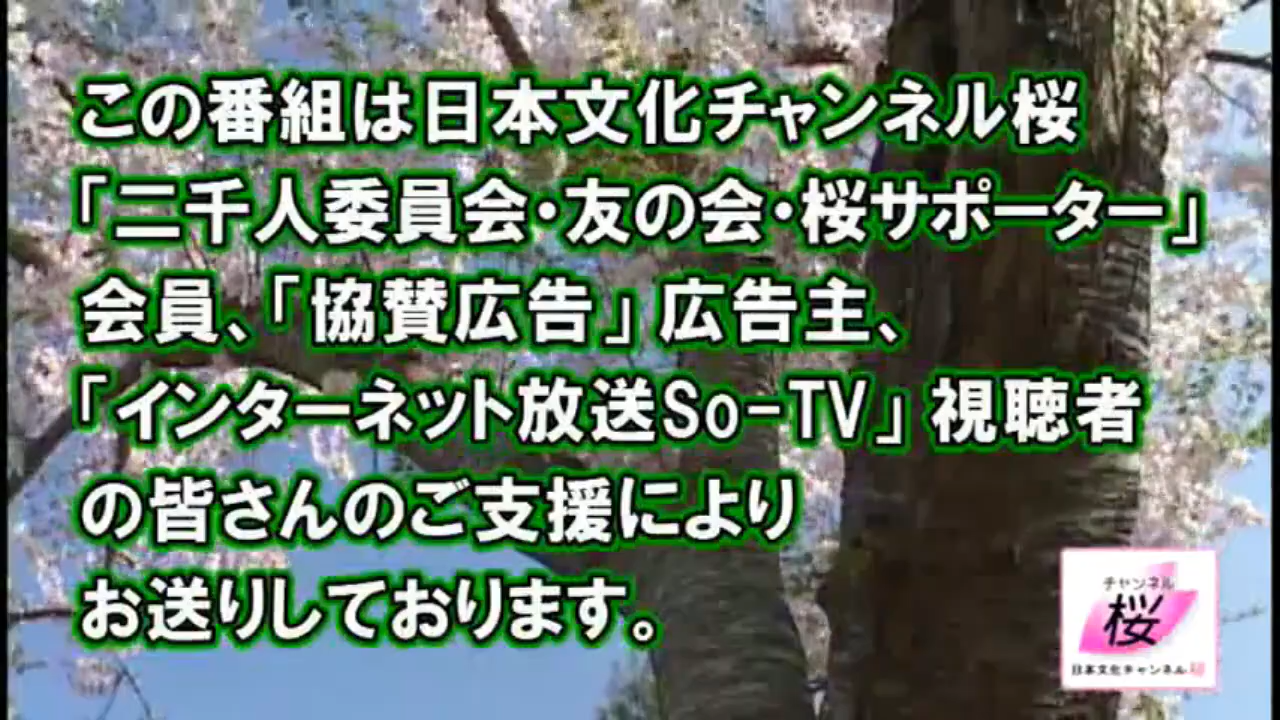 この番組は日本文化チャンネル桜
「二千人委員会・友の会・桜サポーター」
会員、「協賛広告」広告主、
「インターネット放送So-TV」視聴者
の皆さんのご支援により
お送りしております。
チャンネル
桜
日本文化チャンネル桜